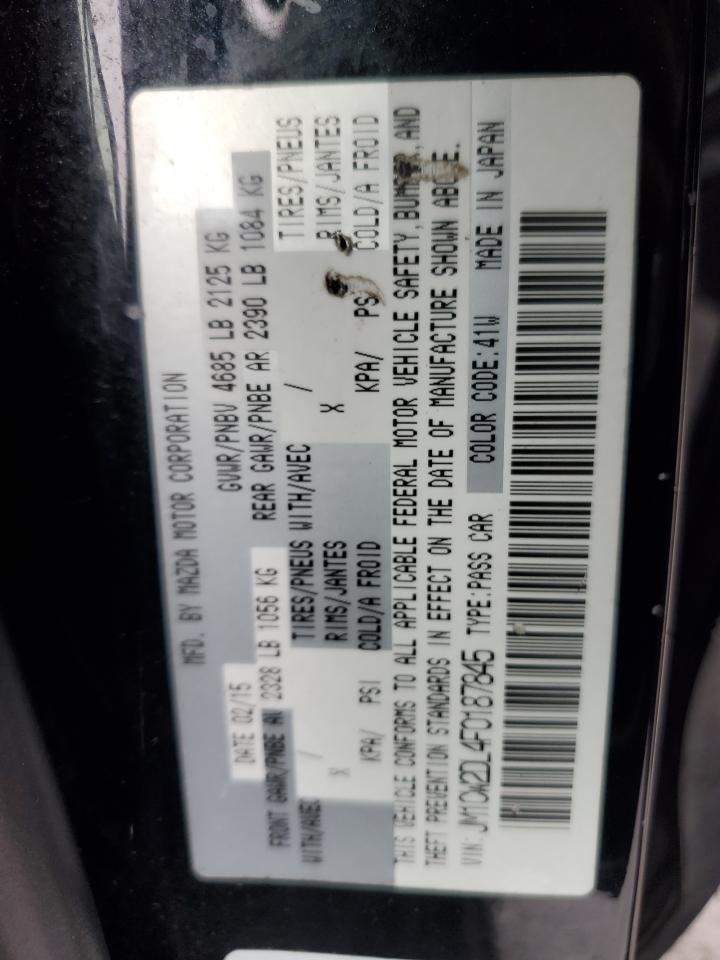 MFD. BY MAZDA MOTOR CORPORATION
DATE 02/15 GVWR/PNBV 4685 LB 2125 KG
FRONT GAWR/PNBE AV 2328 LB 1056 KG REAR GAWR/PNBE AR 2390 LB 1084 KG
WITH/AVEC / TIRES/PNEUS WITH/AVEC / TIRES/PNEUS
X RIMS/JANTES X RIMS/JANTES
KPA/ PSI COLD/A FROID KPA/ PSI COLD/A FROID
THIS VEHICLE CONFORMS TO ALL APPLICABLE FEDERAL MOTOR VEHICLE SAFETY, BUMPER, AND
THEFT PREVENTION STANDARDS IN EFFECT ON THE DATE OF MANUFACTURE SHOWN ABOVE.
VIN: JM1CW2DL4F0187845 TYPE:PASS CAR COLOR CODE:41W MADE IN JAPAN